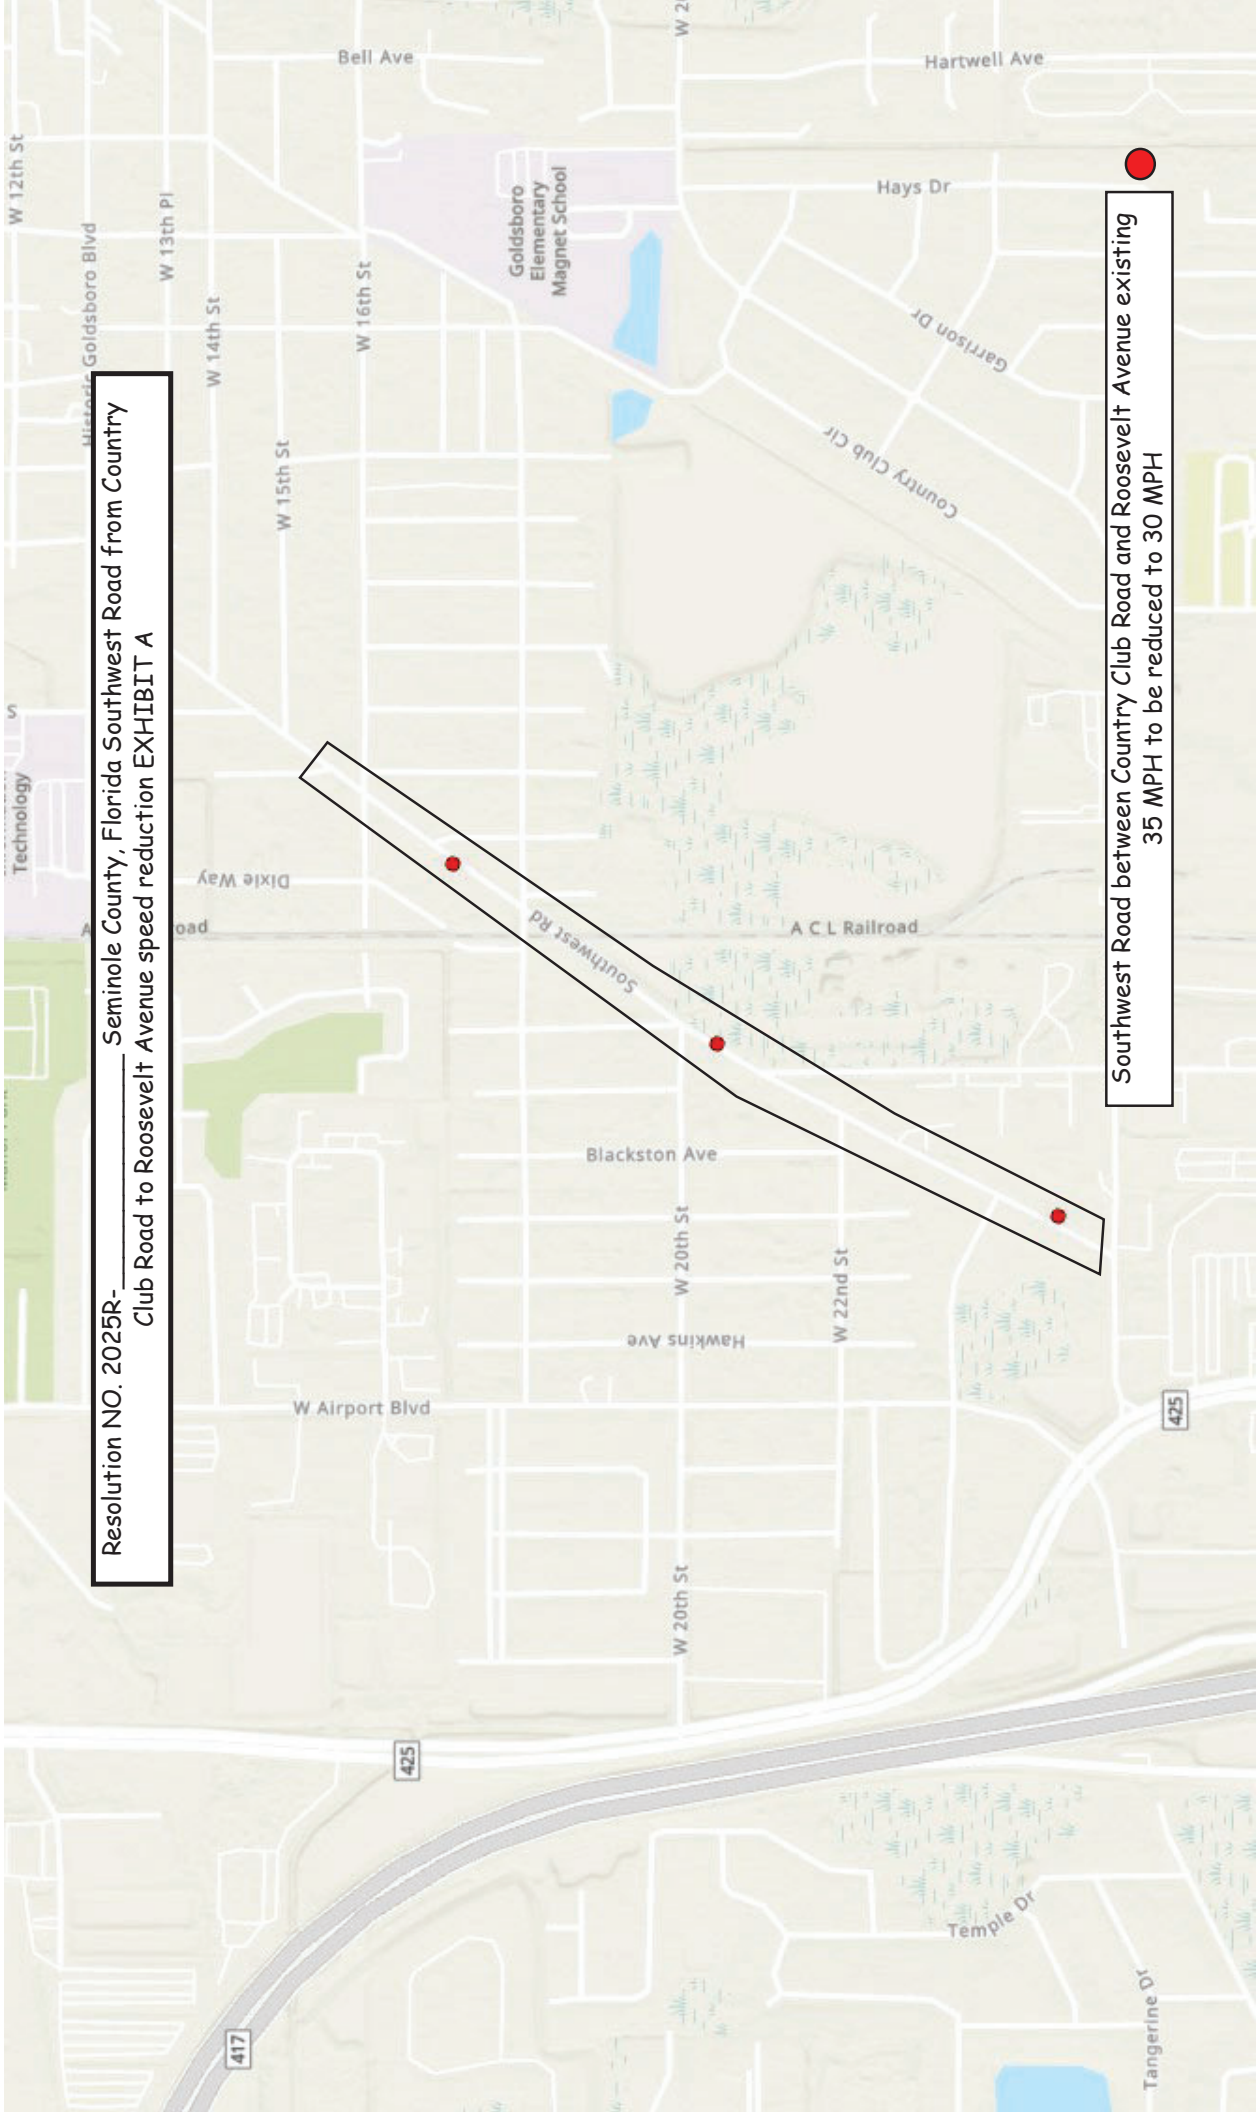 Resolution NO. 2025R-____________________ Seminole County, Florida Southwest Road from Country
Club Road to Roosevelt Avenue speed reduction EXHIBIT A
Southwest Road between Country Club Road and Roosevelt Avenue existing
35 MPH to be reduced to 30 MPH
W 12th St
Historic Goldsboro Blvd
W 13th Pl
W 14th St
W 15th St
W 16th St
Bell Ave
Hartwell Ave
Hays Dr
Goldsboro
Elementary
Magnet School
Garrison Dr
Country Club Cir
Technology
S
Dixie Way
A C L Railroad
Southwest Rd
Blackston Ave
W 20th St
W 22nd St
Hawkins Ave
W Airport Blvd
W 20th St
425
425
417
Temple Dr
Tangerine Dr